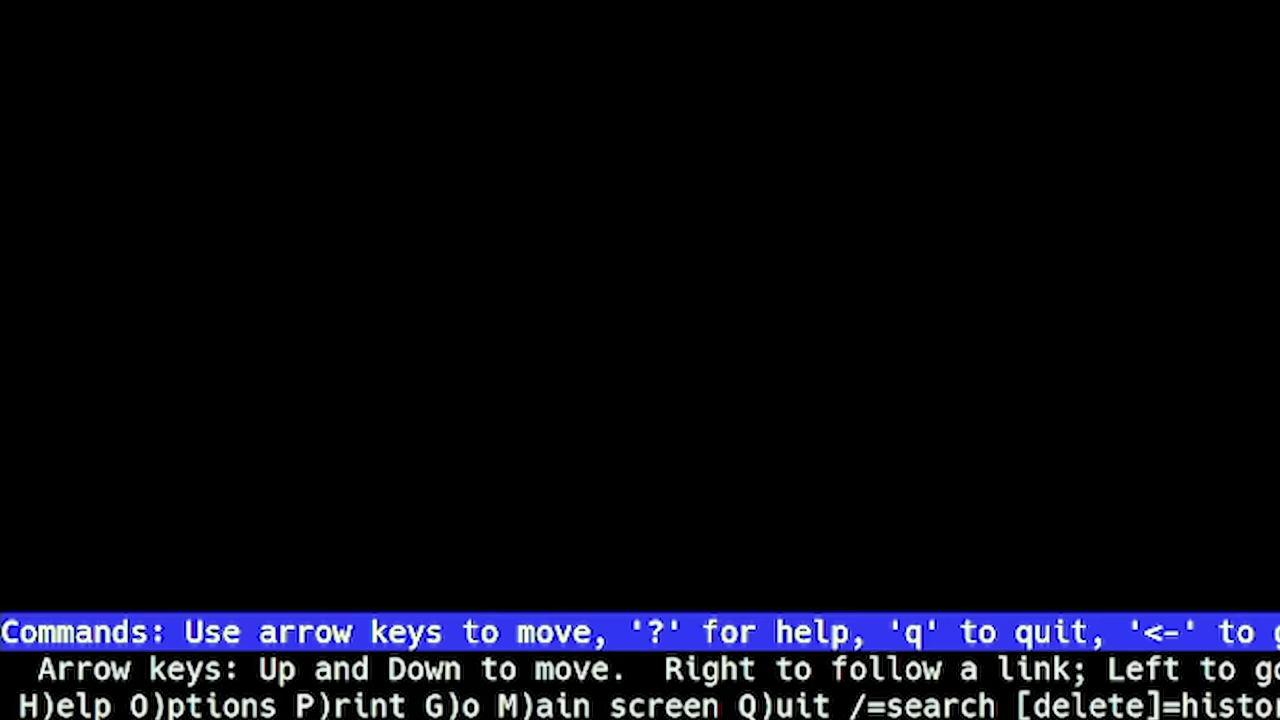 Commands: Use arrow keys to move, '?' for help, 'q' to quit, '<-' to g
Arrow keys: Up and Down to move.  Right to follow a link; Left to go
H)elp O)ptions P)rint G)o M)ain screen Q)uit /=search [delete]=histo